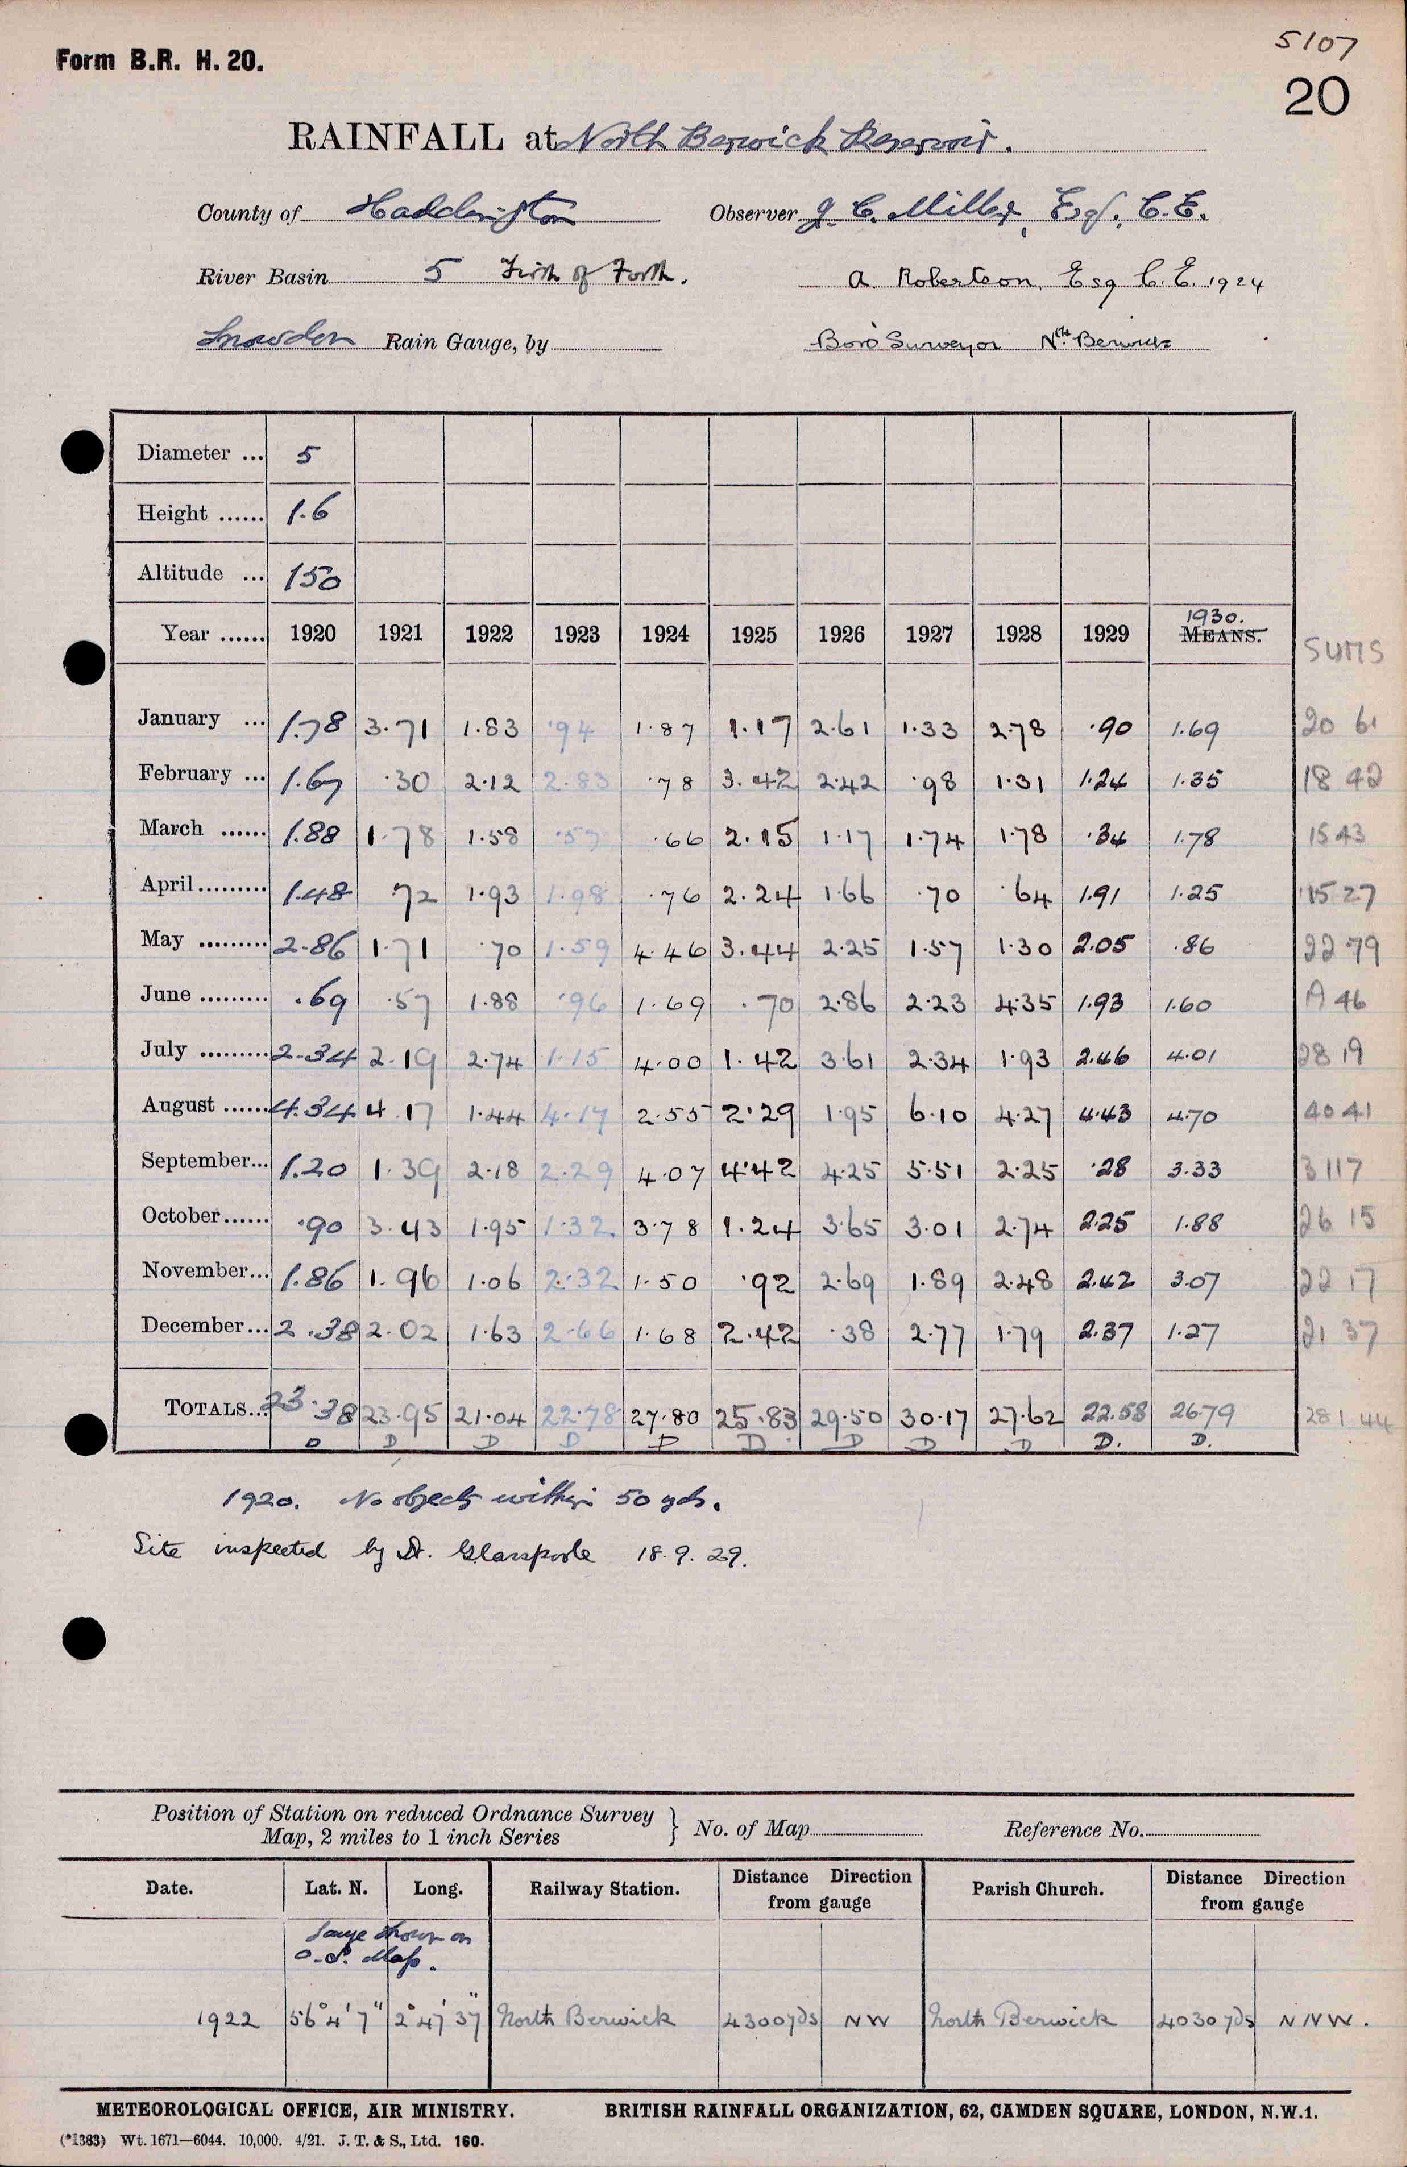 5107
Form B.R. H. 20.
20
RAINFALL at North Berwick Reservoir.
County of Haddington Observer J. C. Miller, Esq. C.E.
River Basin 5 Firth of Forth. A Robertson, Esq C.E. 1924
Snowdon Rain Gauge, by Boro Surveyor Nth Berwick
Diameter ... 5
Height ...... 1.6
Altitude ... 150
Year ...... 1920 1921 1922 1923 1924 1925 1926 1927 1928 1929 1930. MEANS. SUMS
January ... 1.78 3.71 1.83 .94 1.87 1.17 2.61 1.33 2.78 .90 1.69 20 61
February ... 1.67 .30 2.12 2.83 .78 3.42 2.42 .98 1.31 1.24 1.35 18 42
March ...... 1.88 1.78 1.58 .57 .66 2.15 1.17 1.74 1.78 .34 1.78 15 43
April ......... 1.48 .72 1.93 1.98 .76 2.24 1.66 .70 .64 1.91 1.25 15 27
May ......... 2.86 1.71 .70 1.59 4.46 3.44 2.25 1.57 1.30 2.05 .86 22 79
June ......... .69 .57 1.88 .96 1.69 .70 2.86 2.23 4.35 1.93 1.60 46
July ......... 2.34 2.19 2.74 1.15 4.00 1.42 3.61 2.34 1.93 2.46 4.01 28 19
August ...... 4.34 4.17 1.44 4.17 2.55 2.29 1.95 6.10 4.27 4.43 4.70 40 41
September... 1.20 1.39 2.18 2.29 4.07 4.42 4.25 5.51 2.25 .28 3.33 31 17
October...... .90 3.43 1.95 1.32. 3.78 1.24 3.65 3.01 2.74 2.25 1.88 26 15
November... 1.86 1.96 1.06 2.32 1.50 .92 2.69 1.89 2.48 2.42 3.07 22 17
December... 2.38 2.02 1.63 2.66 1.68 2.42 .38 2.77 1.79 2.37 1.27 21 37
TOTALS... 23.38 23.95 21.04 22.78 27.80 25.83 29.50 30.17 27.62 22.58 26.79 281.44
D D D D D D D D D D. D.
1920. No objects within 50 yds.
Site inspected by Dr. Glasspoole 18.9.29.
Position of Station on reduced Ordnance Survey
Map, 2 miles to 1 inch Series } No. of Map Reference No.
Date. Lat. N. Long. Railway Station. Distance Direction from gauge Parish Church. Distance Direction from gauge
Gauge shown on
O.S. Map.
1922 56° 4' 7" 2° 47' 37" North Berwick 4300 yds NW North Berwick 4030 yds NNW.
METEOROLOGICAL OFFICE, AIR MINISTRY. BRITISH RAINFALL ORGANIZATION, 62, CAMDEN SQUARE, LONDON, N.W.1.
(*1383) Wt. 1671—6044. 10,000. 4/21. J. T. & S., Ltd. 160.